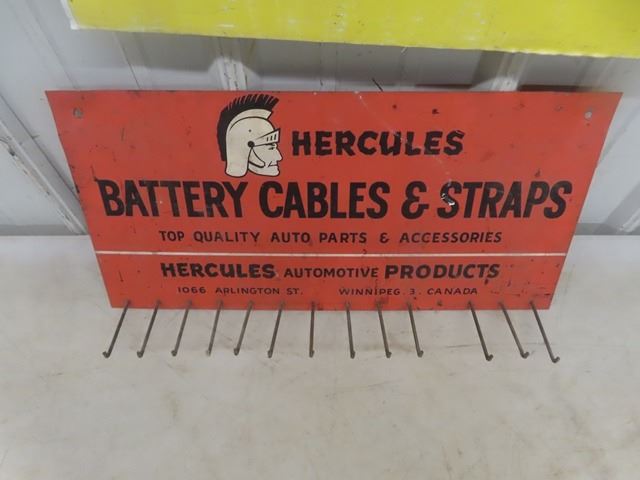 HERCULES
BATTERY CABLES & STRAPS
TOP QUALITY AUTO PARTS & ACCESSORIES
HERCULES AUTOMOTIVE PRODUCTS
1066 ARLINGTON ST. WINNIPEG. 3. CANADA